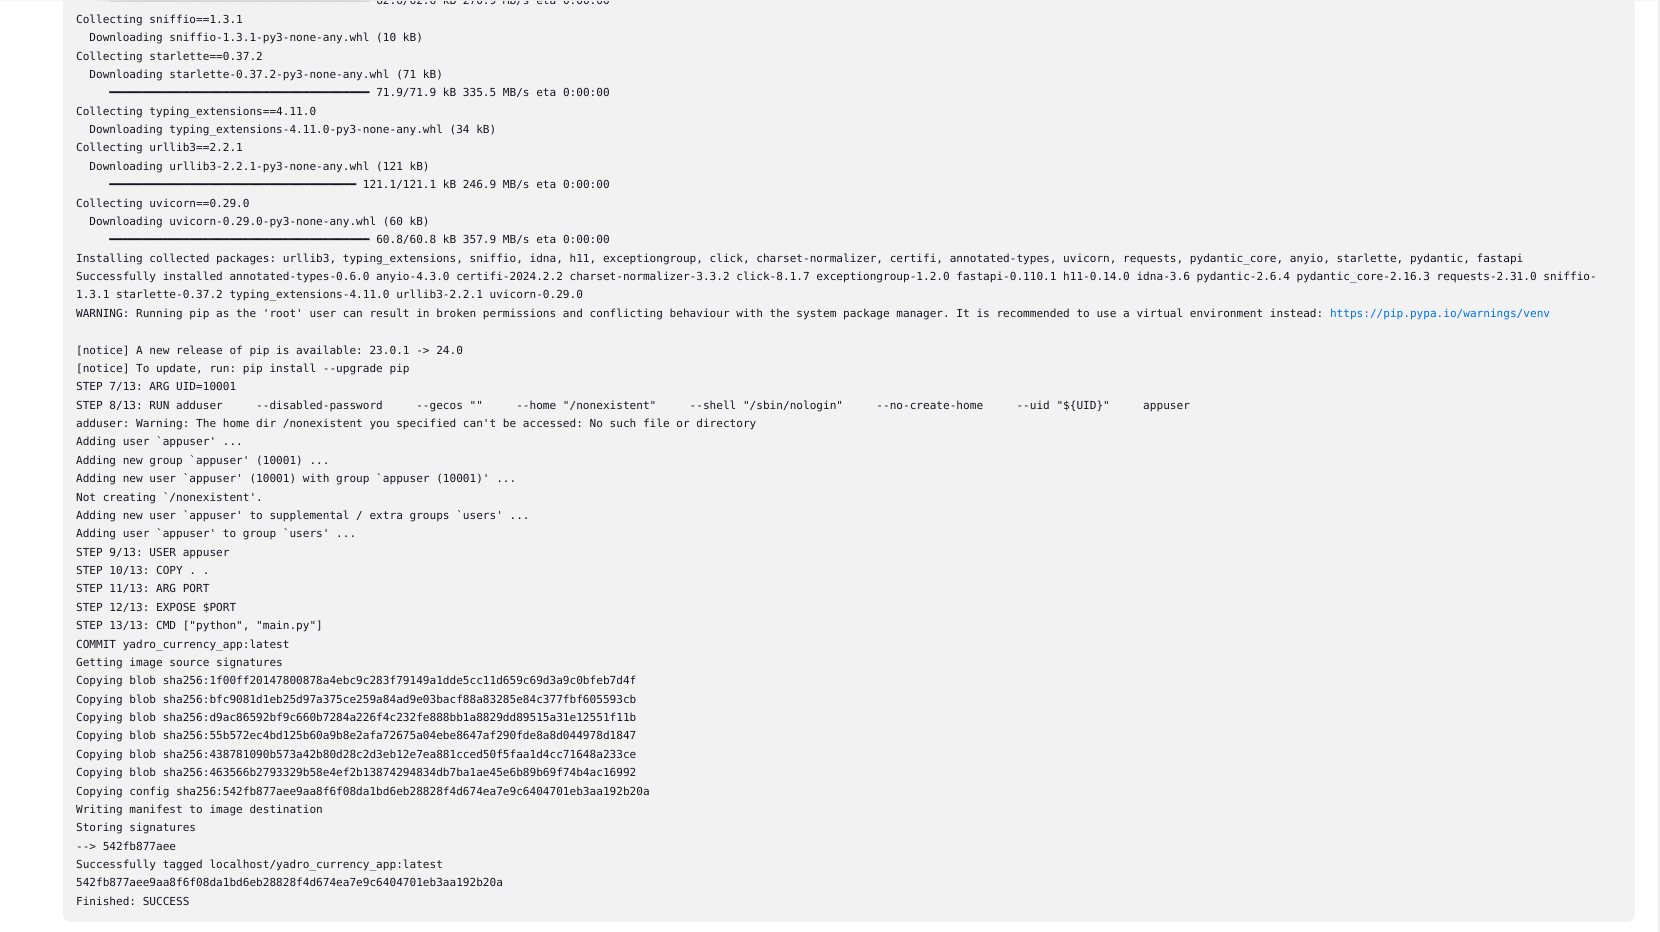 62.6/62.6 kB 270.9 MB/s eta 0:00:00
Collecting sniffio==1.3.1
  Downloading sniffio-1.3.1-py3-none-any.whl (10 kB)
Collecting starlette==0.37.2
  Downloading starlette-0.37.2-py3-none-any.whl (71 kB)
     ━━━━━━━━━━━━━━━━━━━━━━━━━━━━━━━━━━━━━━━ 71.9/71.9 kB 335.5 MB/s eta 0:00:00
Collecting typing_extensions==4.11.0
  Downloading typing_extensions-4.11.0-py3-none-any.whl (34 kB)
Collecting urllib3==2.2.1
  Downloading urllib3-2.2.1-py3-none-any.whl (121 kB)
     ━━━━━━━━━━━━━━━━━━━━━━━━━━━━━━━━━━━━━ 121.1/121.1 kB 246.9 MB/s eta 0:00:00
Collecting uvicorn==0.29.0
  Downloading uvicorn-0.29.0-py3-none-any.whl (60 kB)
     ━━━━━━━━━━━━━━━━━━━━━━━━━━━━━━━━━━━━━━━ 60.8/60.8 kB 357.9 MB/s eta 0:00:00
Installing collected packages: urllib3, typing_extensions, sniffio, idna, h11, exceptiongroup, click, charset-normalizer, certifi, annotated-types, uvicorn, requests, pydantic_core, anyio, starlette, pydantic, fastapi
Successfully installed annotated-types-0.6.0 anyio-4.3.0 certifi-2024.2.2 charset-normalizer-3.3.2 click-8.1.7 exceptiongroup-1.2.0 fastapi-0.110.1 h11-0.14.0 idna-3.6 pydantic-2.6.4 pydantic_core-2.16.3 requests-2.31.0 sniffio-
1.3.1 starlette-0.37.2 typing_extensions-4.11.0 urllib3-2.2.1 uvicorn-0.29.0
WARNING: Running pip as the 'root' user can result in broken permissions and conflicting behaviour with the system package manager. It is recommended to use a virtual environment instead: https://pip.pypa.io/warnings/venv

[notice] A new release of pip is available: 23.0.1 -> 24.0
[notice] To update, run: pip install --upgrade pip
STEP 7/13: ARG UID=10001
STEP 8/13: RUN adduser     --disabled-password     --gecos ""     --home "/nonexistent"     --shell "/sbin/nologin"     --no-create-home     --uid "${UID}"     appuser
adduser: Warning: The home dir /nonexistent you specified can't be accessed: No such file or directory
Adding user `appuser' ...
Adding new group `appuser' (10001) ...
Adding new user `appuser' (10001) with group `appuser (10001)' ...
Not creating `/nonexistent'.
Adding new user `appuser' to supplemental / extra groups `users' ...
Adding user `appuser' to group `users' ...
STEP 9/13: USER appuser
STEP 10/13: COPY . .
STEP 11/13: ARG PORT
STEP 12/13: EXPOSE $PORT
STEP 13/13: CMD ["python", "main.py"]
COMMIT yadro_currency_app:latest
Getting image source signatures
Copying blob sha256:1f00ff20147800878a4ebc9c283f79149a1dde5cc11d659c69d3a9c0bfeb7d4f
Copying blob sha256:bfc9081d1eb25d97a375ce259a84ad9e03bacf88a83285e84c377fbf605593cb
Copying blob sha256:d9ac86592bf9c660b7284a226f4c232fe888bb1a8829dd89515a31e12551f11b
Copying blob sha256:55b572ec4bd125b60a9b8e2afa72675a04ebe8647af290fde8a8d044978d1847
Copying blob sha256:438781090b573a42b80d28c2d3eb12e7ea881cced50f5faa1d4cc71648a233ce
Copying blob sha256:463566b2793329b58e4ef2b13874294834db7ba1ae45e6b89b69f74b4ac16992
Copying config sha256:542fb877aee9aa8f6f08da1bd6eb28828f4d674ea7e9c6404701eb3aa192b20a
Writing manifest to image destination
Storing signatures
--> 542fb877aee
Successfully tagged localhost/yadro_currency_app:latest
542fb877aee9aa8f6f08da1bd6eb28828f4d674ea7e9c6404701eb3aa192b20a
Finished: SUCCESS